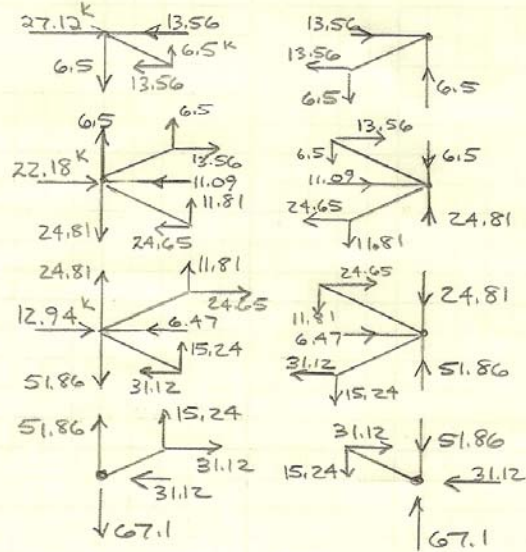 27.12 K 13.56 13.56
6.5 K
6.5 13.56 13.56 6.5 6.5
6.5 6.5 13.56 6.5
22.18 K 13.56 6.5
11.09 11.09
11.81 24.65
24.81 24.65 11.81 24.81
24.81 11.81 24.65 24.81
12.94 K 24.65 11.81
6.47 6.47
15.24 31.12
51.86 31.12 15.24 51.86
51.86 15.24 31.12 51.86
31.12 15.24 31.12
31.12
67.1 67.1